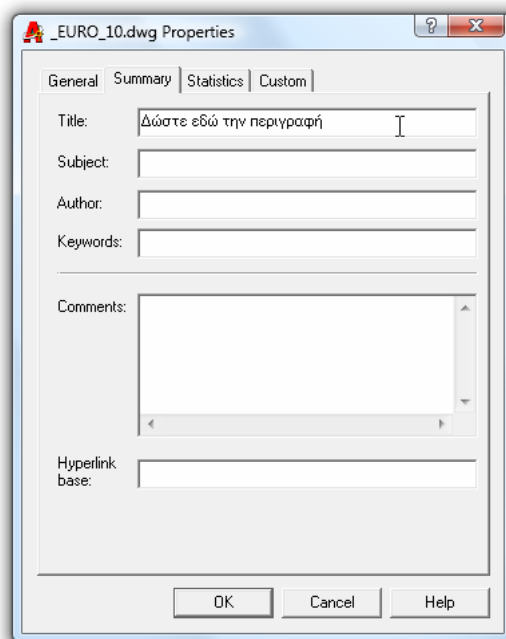 _EURO_10.dwg Properties
General Summary Statistics Custom
Title: Δώστε εδώ την περιγραφή
Subject:
Author:
Keywords:
Comments:
Hyperlink
base:
OK Cancel Help